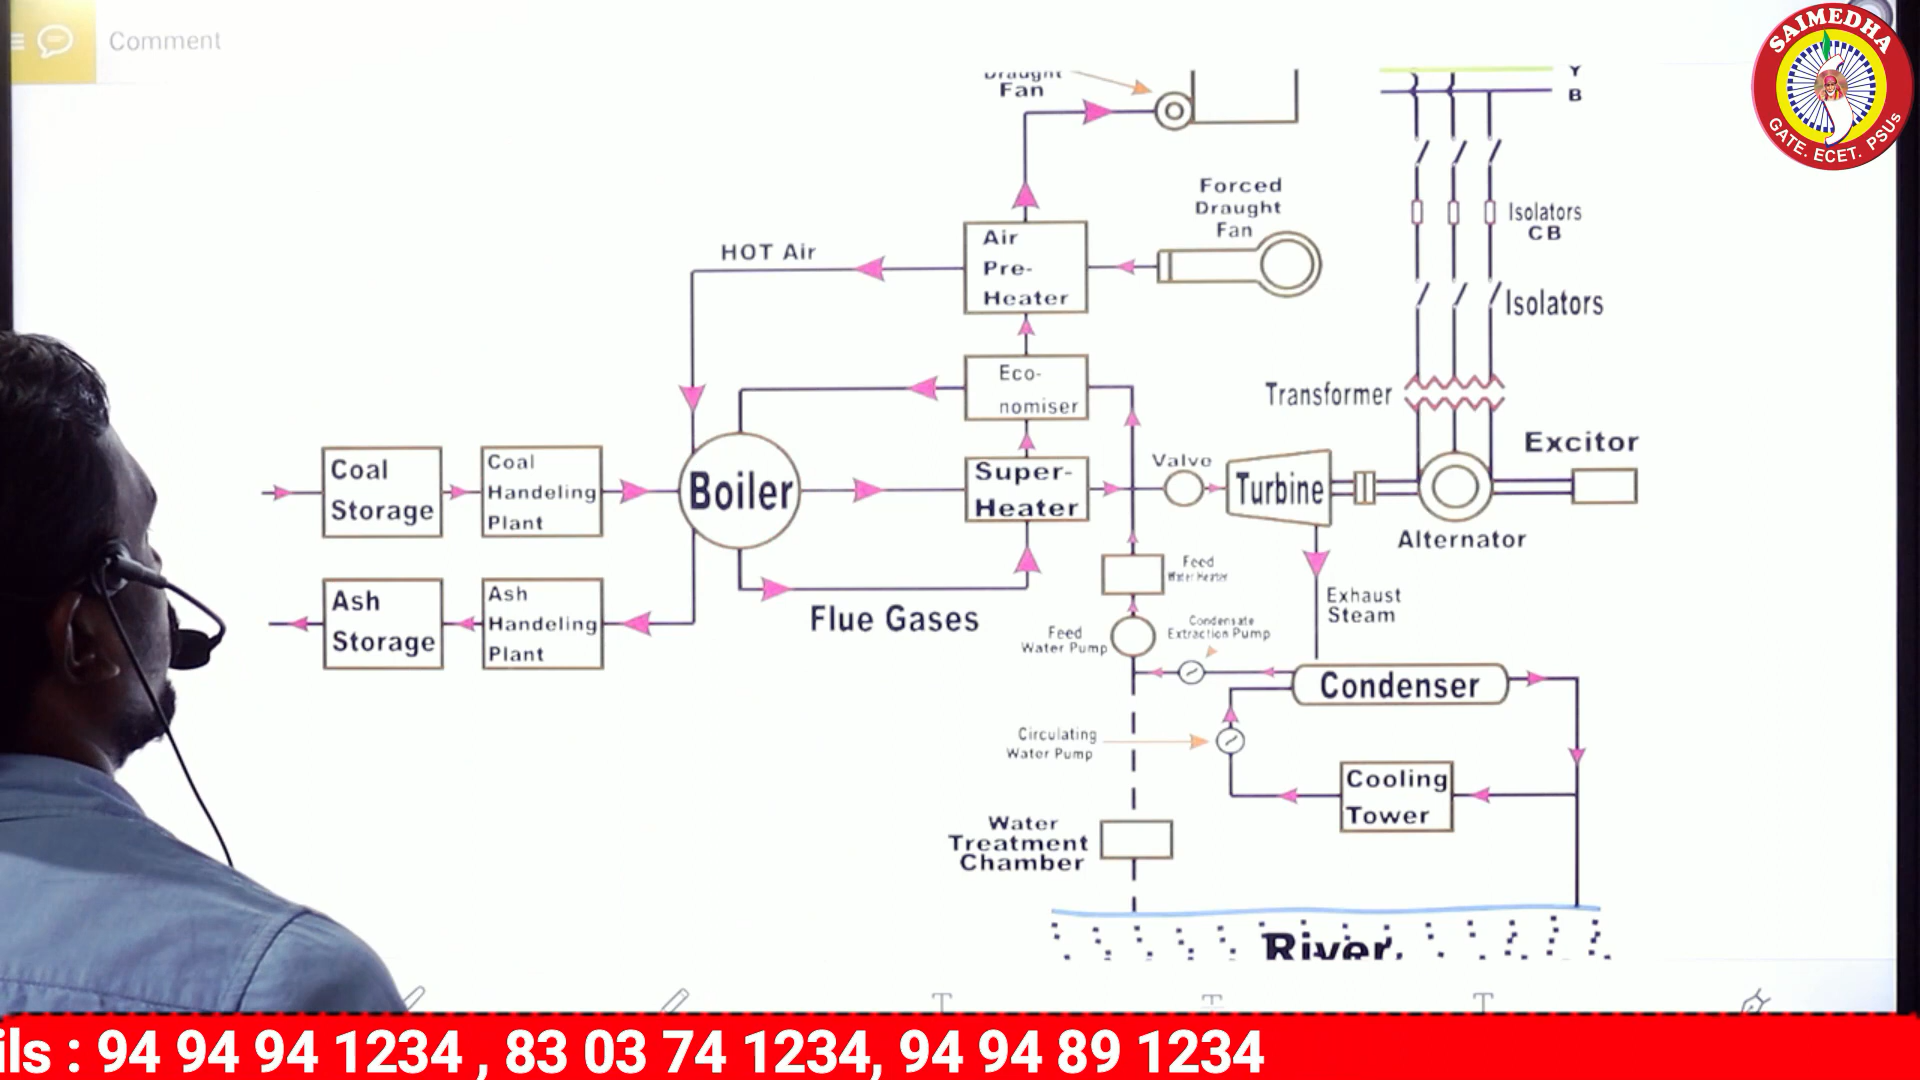 Comment
SAIMEDHA
GATE. ECET. PSUs
Draught
Fan
Y
B
Forced
Draught
Fan
Isolators
CB
HOT Air
Air
Pre-
Heater
Isolators
Eco-
nomiser
Transformer
Excitor
Coal
Storage
Coal
Handeling
Plant
Boiler
Super-
Heater
Valve
Turbine
Alternator
Feed
Water Heater
Exhaust
Steam
Ash
Storage
Ash
Handeling
Plant
Flue Gases
Feed
Water Pump
Condensate
Extraction Pump
Condenser
Circulating
Water Pump
Cooling
Tower
Water
Treatment
Chamber
River.
ils : 94 94 94 1234 , 83 03 74 1234, 94 94 89 1234